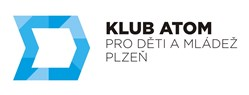 KLUB ATOM
PRO DĚTI A MLÁDEŽ
PLZEŇ